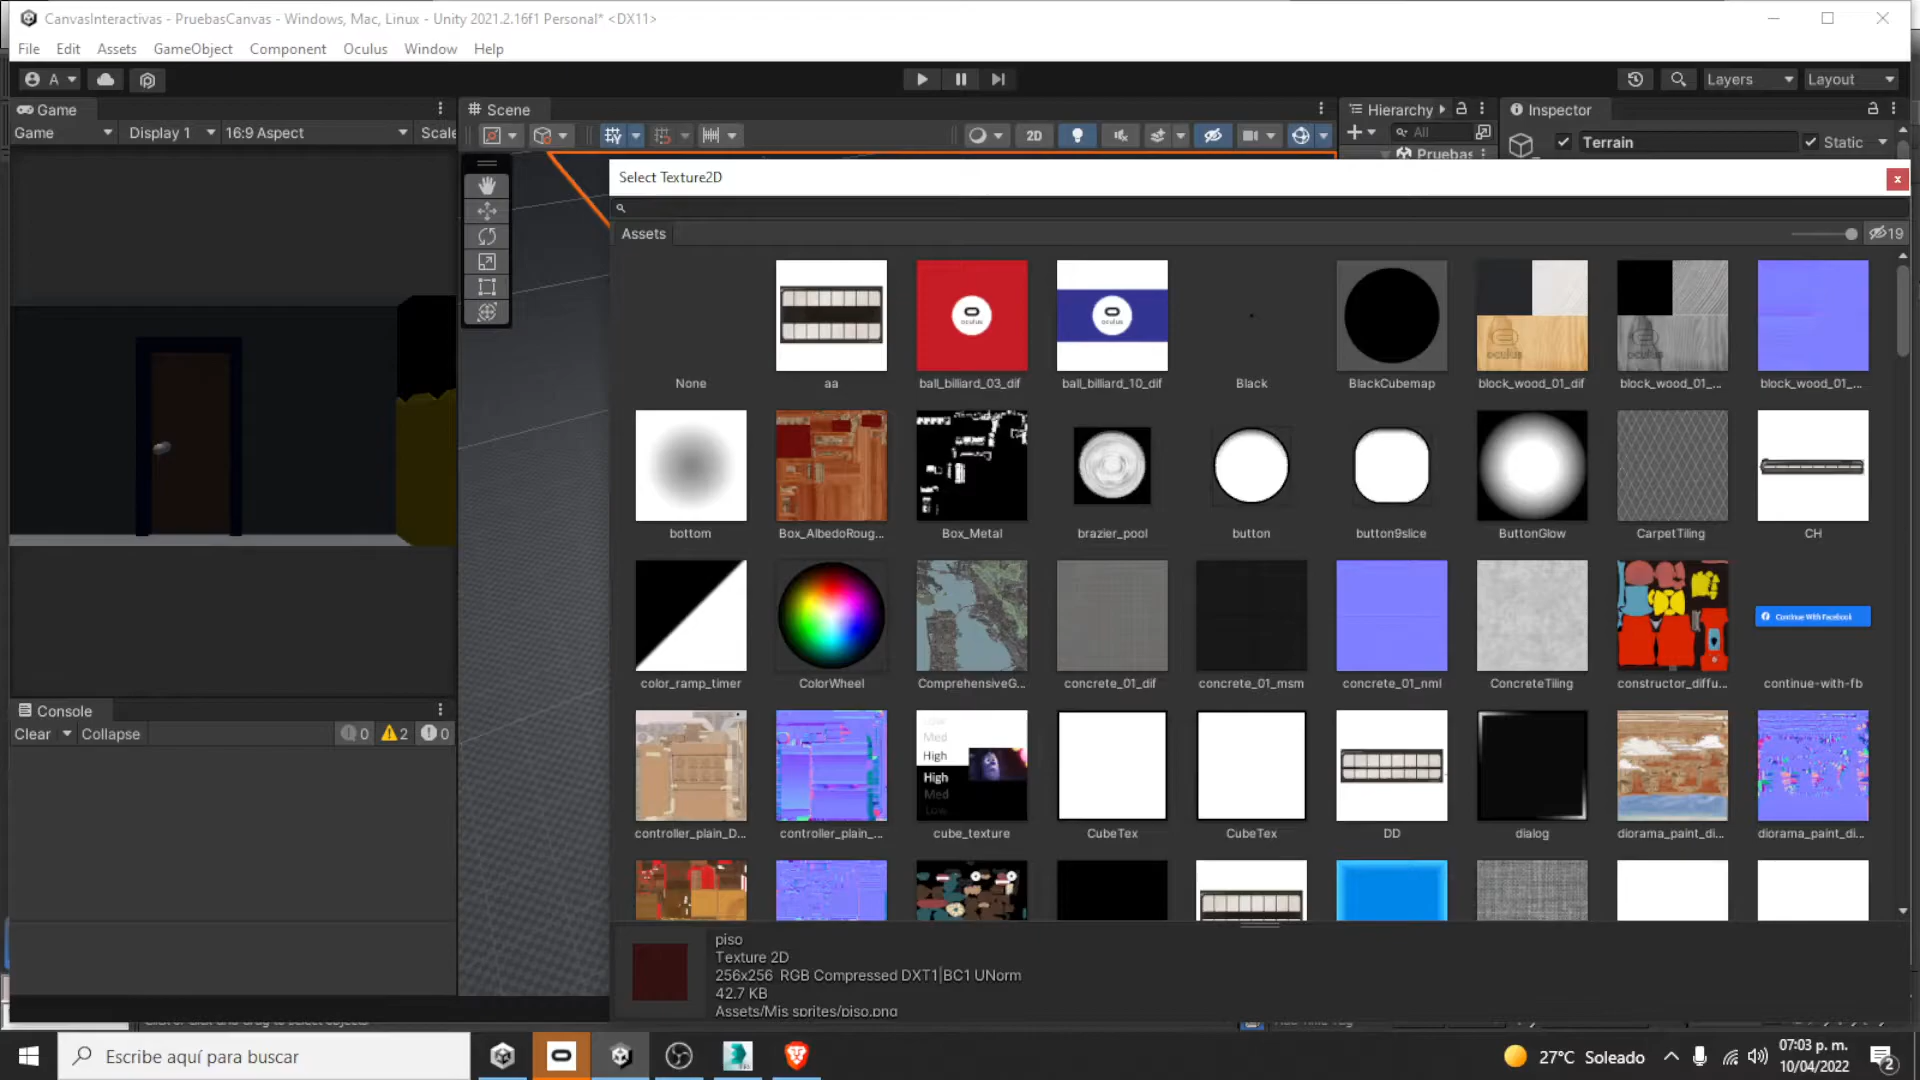 CanvasInteractivas - PruebasCanvas - Windows, Mac, Linux - Unity 2021.2.16f1 Personal* <DX11>
File Edit Assets GameObject Component Oculus Window Help
A
Layers Layout
Game
Scene
Hierarchy
Inspector
Game Display 1 16:9 Aspect Scale
2D
All
Terrain Static
Pruebas
Select Texture2D
Assets
19
None aa ball_billiard_03_dif ball_billiard_10_dif Black BlackCubemap block_wood_01_dif block_wood_01_... block_wood_01_...
bottom Box_AlbedoRoug... Box_Metal brazier_pool button button9slice ButtonGlow CarpetTiling CH
Continue With Facebook
color_ramp_timer ColorWheel ComprehensiveG... concrete_01_dif concrete_01_msm concrete_01_nml ConcreteTiling constructor_diffu... continue-with-fb
Med
High
High
Med
Low
controller_plain_D... controller_plain_... cube_texture CubeTex CubeTex DD dialog diorama_paint_di... diorama_paint_di...
Console
Clear Collapse 0 2 0
piso
Texture 2D
256x256 RGB Compressed DXT1|BC1 UNorm
42.7 KB
Assets/Mis sprites/piso.png
Escribe aquí para buscar
27°C Soleado
07:03 p. m.
10/04/2022
2